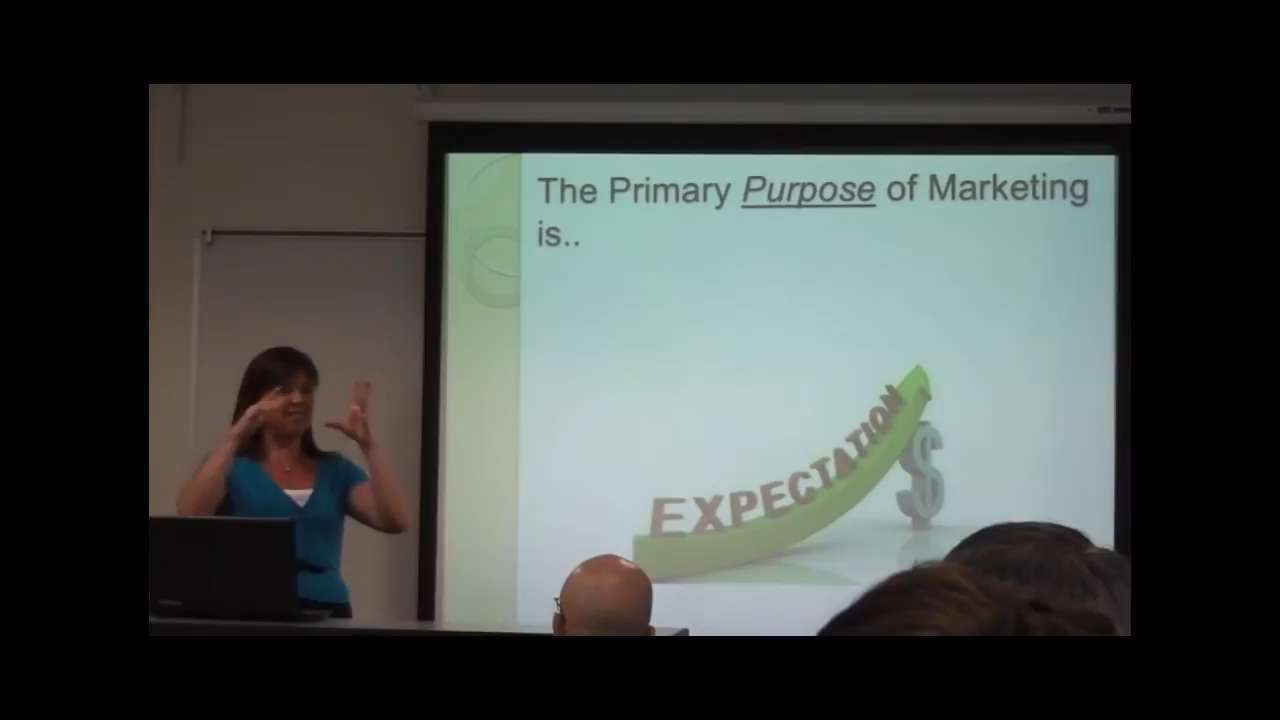 The Primary Purpose of Marketing
is..
EXPECTATION
$